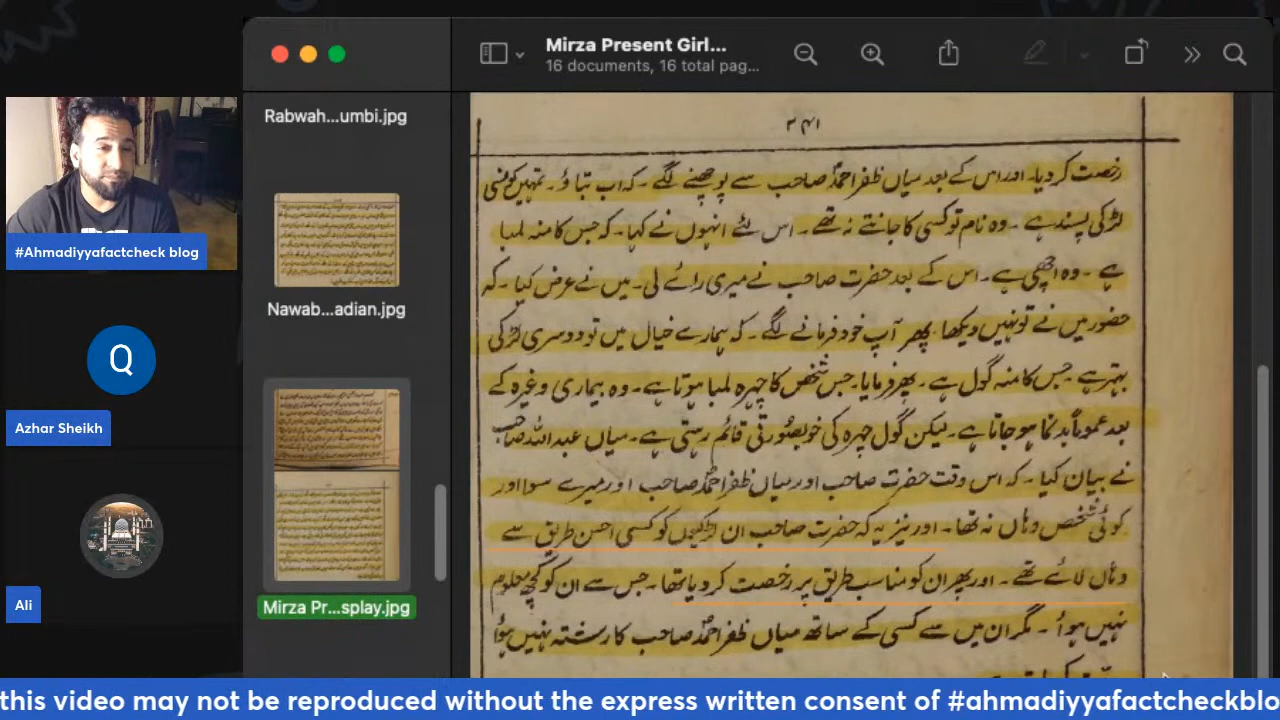 Mirza Present Girl...
16 documents, 16 total pag...
Rabwah...umbi.jpg
Nawab...adian.jpg
Mirza Pr...splay.jpg
#Ahmadiyyafactcheck blog
Q
Azhar Sheikh
Ali
۲۴۱
رخصت کر دیا۔ اور اس کے بعد میاں ظفر احمدؐ صاحب سے پوچھنے لگے۔ کہ اب بتاؤ۔ تمہیں کونسی
لڑکی پسند ہے۔ وہ نام تو کسی کا جانتے نہ تھے۔ اس لئے انہوں نے کہا۔ کہ جس کا منہ لمبا
ہے۔ وہ اچھی ہے۔ اس کے بعد حضرت صاحب نے میری رائے لی۔ میں نے عرض کیا۔ کہ
حضور میں نے تو نہیں دیکھا۔ پھر آپ خود فرمانے لگے۔ کہ ہمارے خیال میں تو دوسری لڑکی
بہتر ہے۔ جس کا منہ گول ہے۔ پھر فرمایا۔ جس شخص کا چہرہ لمبا ہوتا ہے۔ وہ بیماری وغیرہ کے
بعد عموماً بدنما ہو جاتا ہے۔ لیکن گول چہرہ کی خوبصورتی قائم رہتی ہے۔ میاں عبداللہ صاحب
نے بیان کیا۔ کہ اس وقت حضرت صاحب اور میاں ظفر احمدؐ صاحب اور میرے سوا اور
کوئی شخص وہاں نہ تھا۔ اور نیز یہ کہ حضرت صاحب ان لڑکیوں کو کسی احسن طریق سے
وہاں لائے تھے۔ اور پھر ان کو مناسب طریق پر رخصت کر دیا تھا۔ جس سے ان کو کچھ معلوم
نہیں ہوا۔ مگر ان میں سے کسی کے ساتھ میاں ظفر احمدؐ صاحب کا رشتہ نہیں ہوا
this video may not be reproduced without the express written consent of #ahmadiyyafactcheckblo